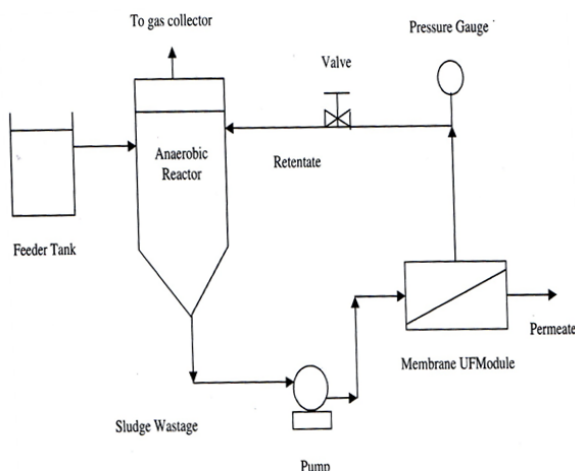 To gas collector
Pressure Gauge
Valve
Anaerobic
Reactor
Retentate
Feeder Tank
Permeate
Membrane UFModule
Sludge Wastage
Pump